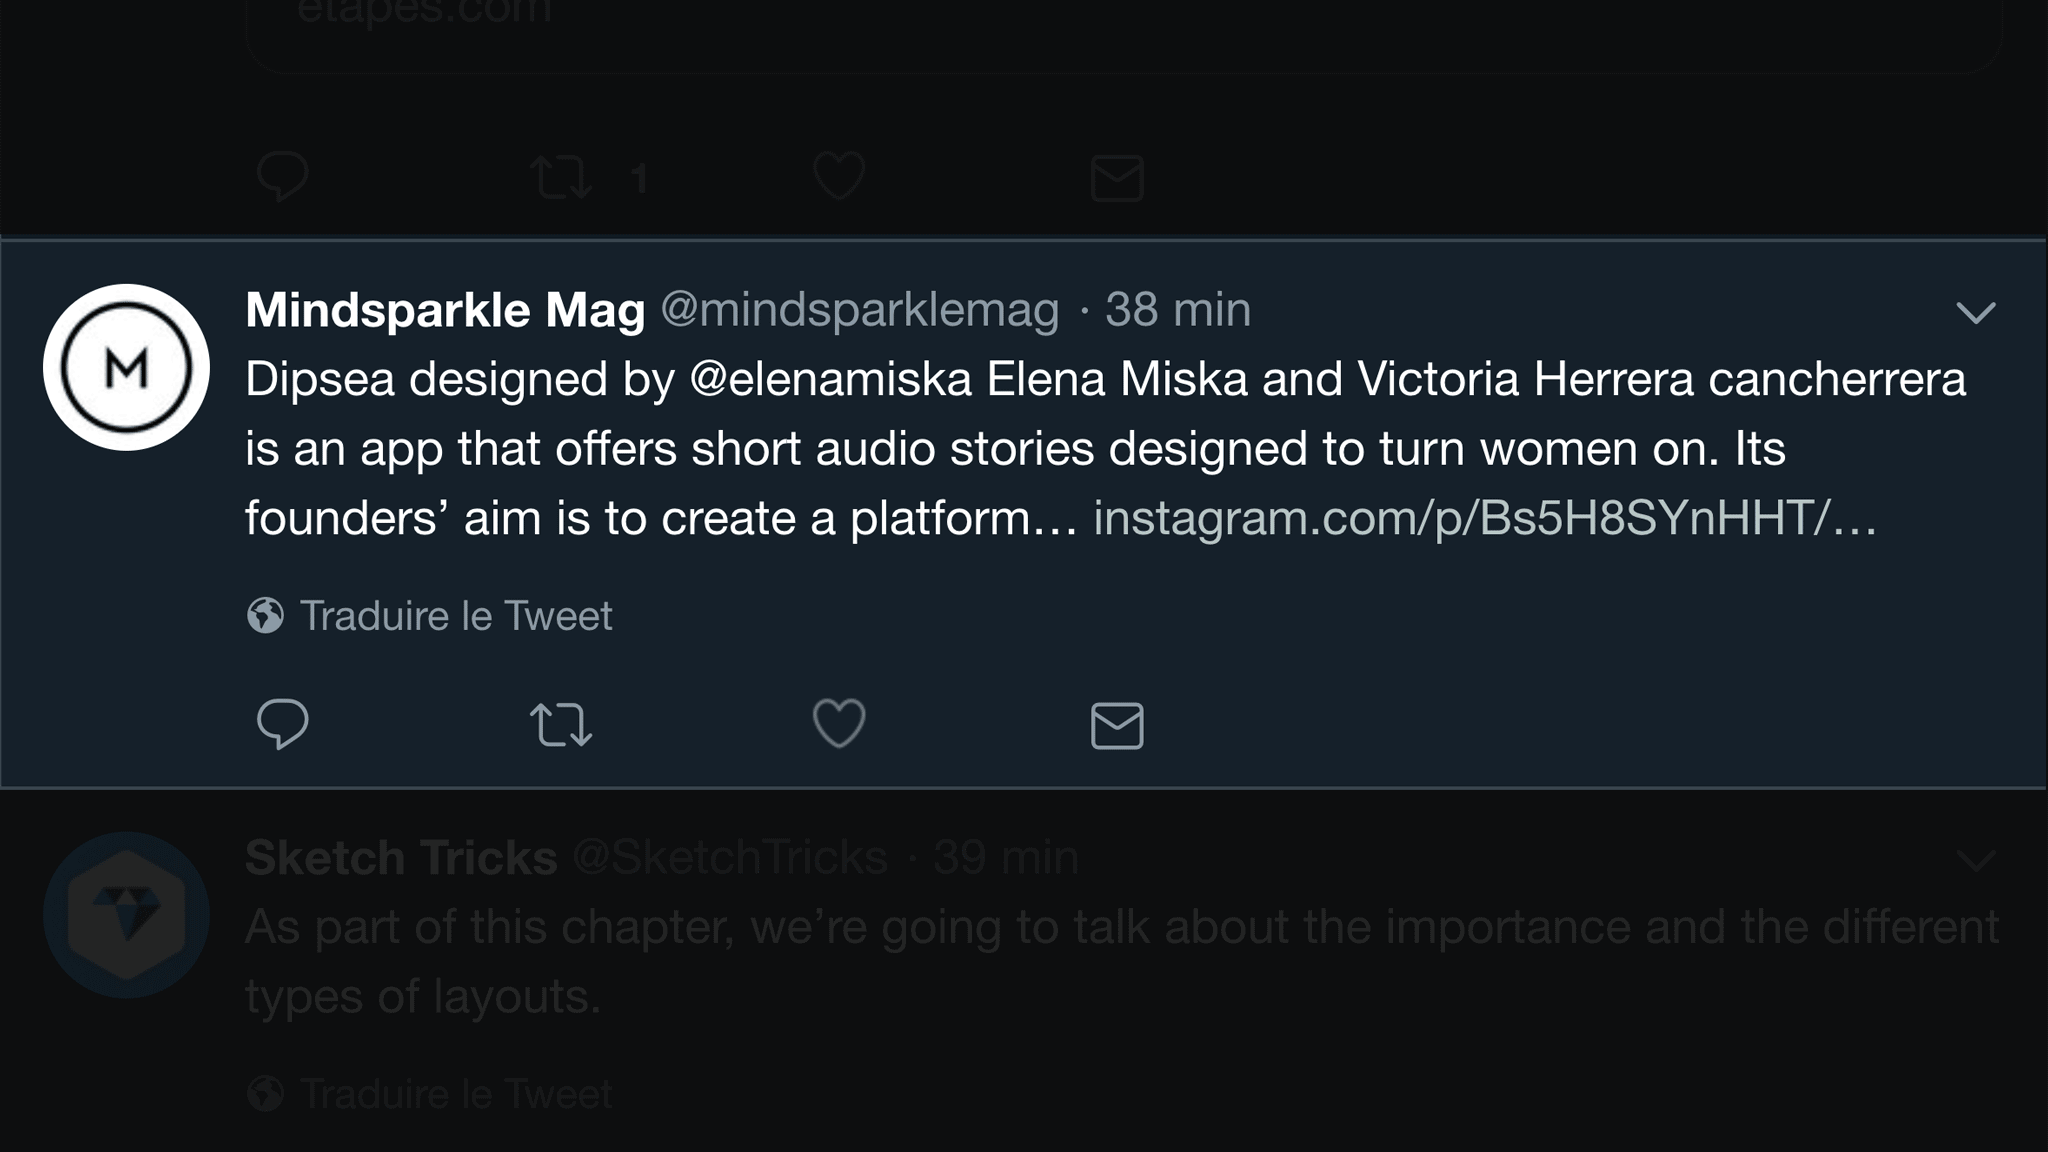 etapes.com
1
Mindsparkle Mag @mindsparklemag · 38 min
M
Dipsea designed by @elenamiska Elena Miska and Victoria Herrera cancherrera
is an app that offers short audio stories designed to turn women on. Its
founders’ aim is to create a platform… instagram.com/p/Bs5H8SYnHHT/…
Traduire le Tweet
Sketch Tricks @SketchTricks · 39 min
As part of this chapter, we’re going to talk about the importance and the different
types of layouts.
Traduire le Tweet